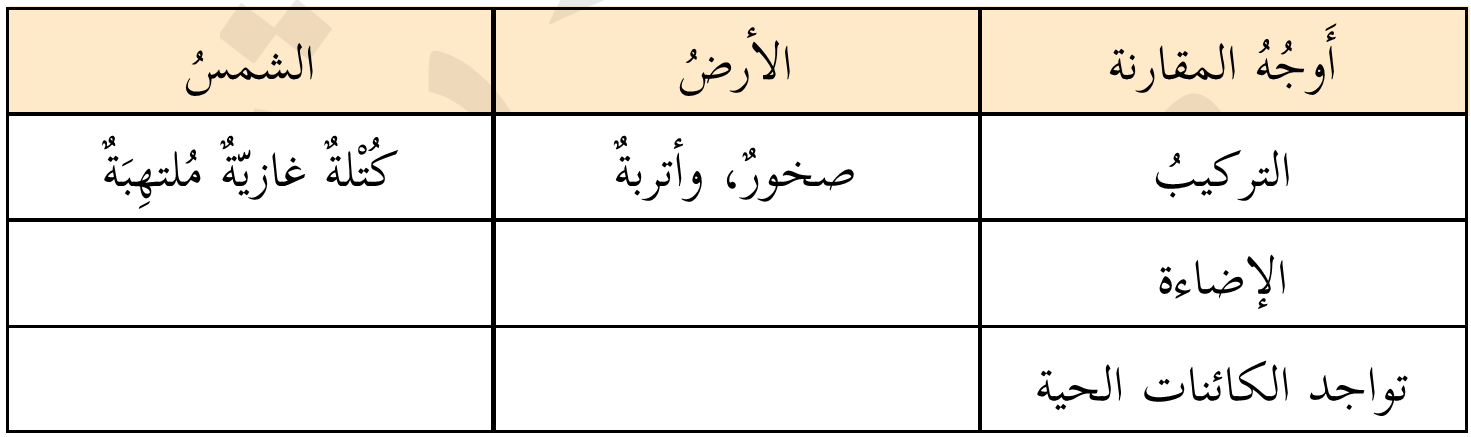 أَوجُهُ المقارنة الأرضُ الشمسُ
التركيبُ صخورٌ، وأتربةٌ كُتْلةٌ غازيّةٌ مُلتهِبَةٌ
الإضاءة
تواجد الكائنات الحية